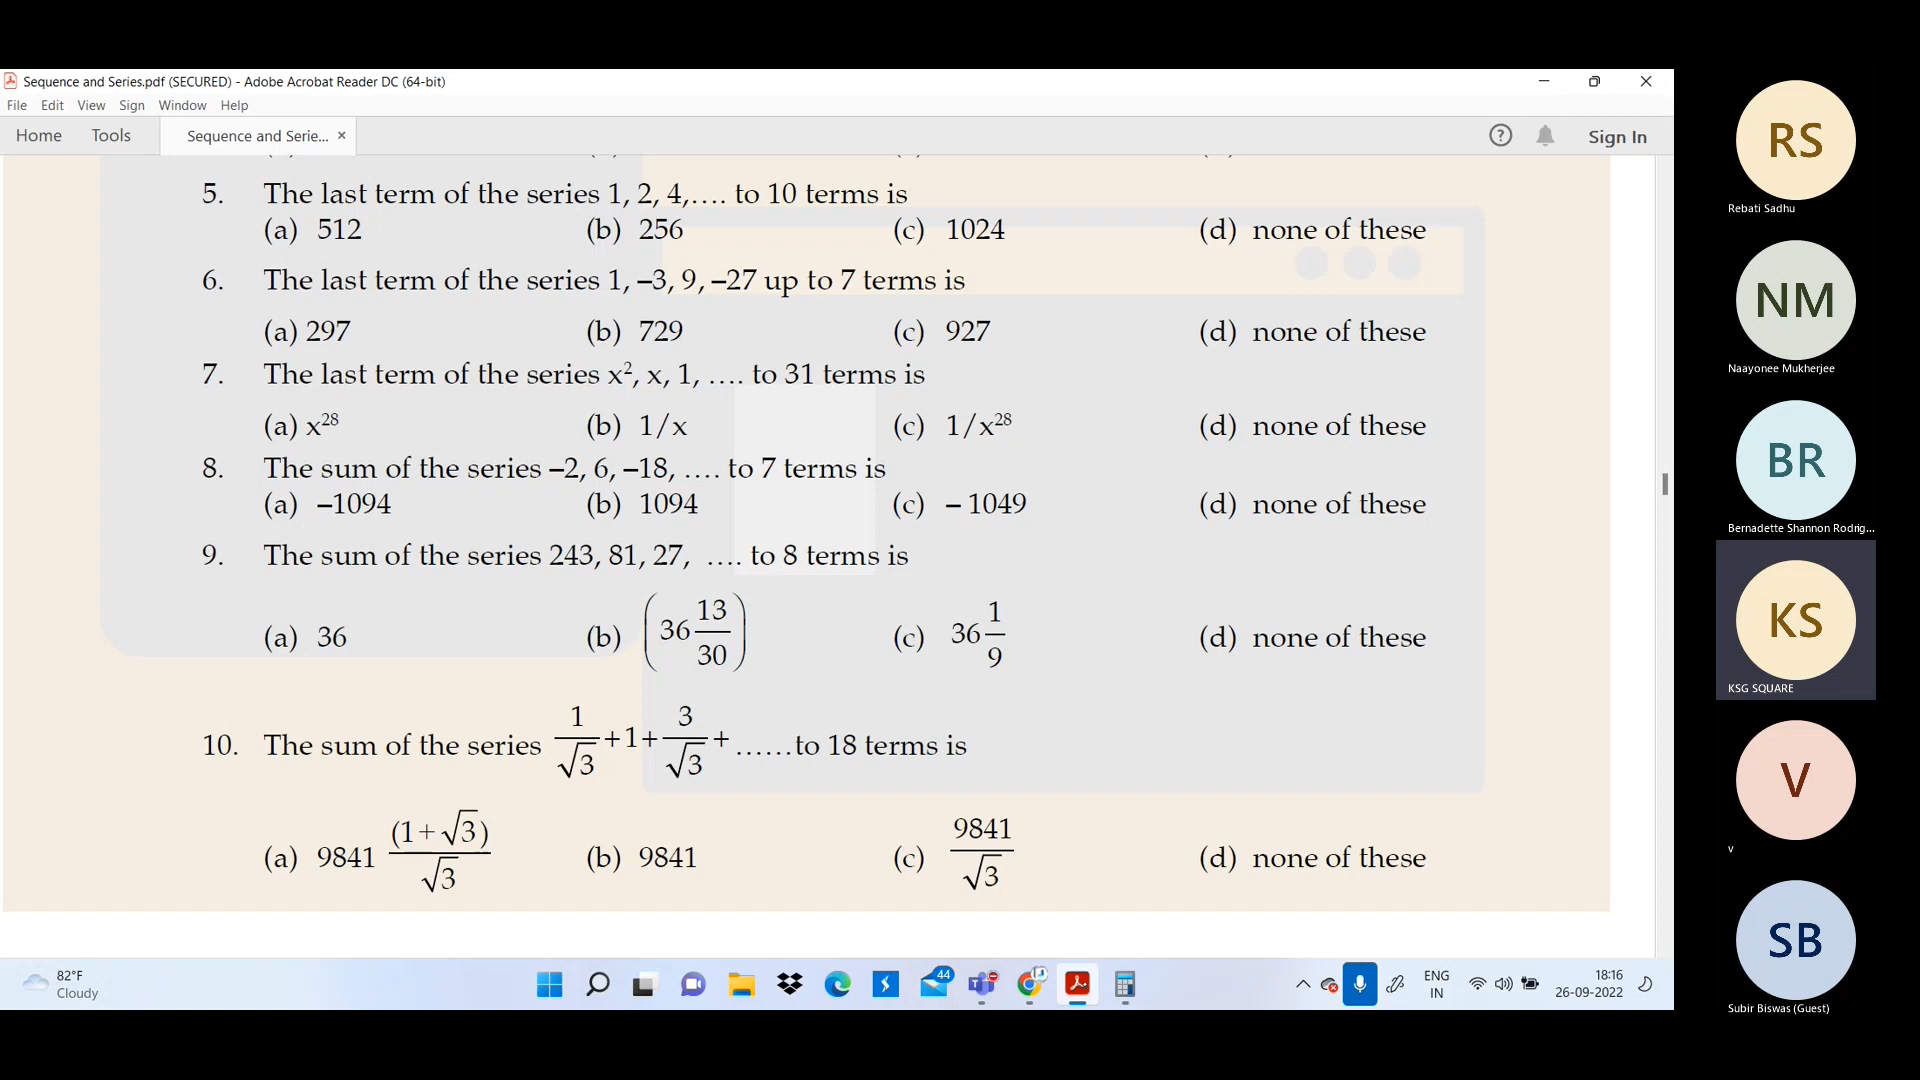 Sequence and Series.pdf (SECURED) - Adobe Acrobat Reader DC (64-bit)
File Edit View Sign Window Help
Home Tools Sequence and Serie... × ? Sign In
5. The last term of the series 1, 2, 4,.... to 10 terms is
(a) 512 (b) 256 (c) 1024 (d) none of these
6. The last term of the series 1, –3, 9, –27 up to 7 terms is
(a) 297 (b) 729 (c) 927 (d) none of these
7. The last term of the series x², x, 1, .... to 31 terms is
(a) x²⁸ (b) 1/x (c) 1/x²⁸ (d) none of these
8. The sum of the series –2, 6, –18, .... to 7 terms is
(a) –1094 (b) 1094 (c) – 1049 (d) none of these
9. The sum of the series 243, 81, 27, .... to 8 terms is
(a) 36 (b) (36 13/30) (c) 36 1/9 (d) none of these
10. The sum of the series 1/√3 + 1 + 3/√3 + ...... to 18 terms is
(a) 9841 (1+√3)/√3 (b) 9841 (c) 9841/√3 (d) none of these
82°F
Cloudy
44
ENG
IN
18:16
26-09-2022
RS
Rebati Sadhu
NM
Naayonee Mukherjee
BR
Bernadette Shannon Rodrig...
KS
KSG SQUARE
V
v
SB
Subir Biswas (Guest)